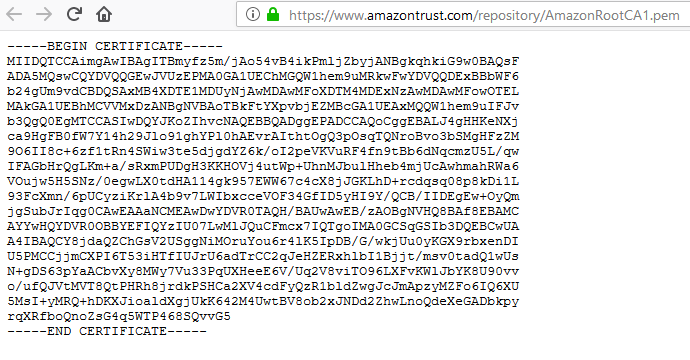 https://www.amazontrust.com/repository/AmazonRootCA1.pem
-----BEGIN CERTIFICATE-----
MIIDQTCCAimgAwIBAgITBmyfz5m/jAo54vB4ikPmljZbyjANBgkqhkiG9w0BAQsF
ADA5MQswCQYDVQQGEwJVUzEPMA0GA1UEChMGQW1hem9uMRkwFwYDVQQDExBBbWF6
b24gUm9vdCBDQSAxMB4XDTE1MDUyNjAwMDAwMFoXDTM4MDExNzAwMDAwMFowOTEL
MAkGA1UEBhMCVVMxDzANBgNVBAoTBkFtYXpvbjEZMBcGA1UEAxMQQW1hem9uIFJv
b3QgQ0EgMTCCASIwDQYJKoZIhvcNAQEBBQADggEPADCCAQoCggEBALJ4gHHKeNXj
ca9HgFB0fW7Y14h29Jlo91ghYPl0hAEvrAIthtOgQ3pOsqTQNroBvo3bSMgHFzZM
9O6II8c+6zf1tRn4SWiw3te5djgdYZ6k/oI2peVKVuRF4fn9tBb6dNqcmzU5L/qw
IFAGbHrQgLKm+a/sRxmPUDgH3KKHOVj4utWp+UhnMJbulHheb4mjUcAwhmahRWa6
VOujw5H5SNz/0egwLX0tdHA114gk957EWW67c4cX8jJGKLhD+rcdqsq08p8kDi1L
93FcXmn/6pUCyziKrlA4b9v7LWIbxcceVOF34GfID5yHI9Y/QCB/IIDEgEw+OyQm
jgSubJrIqg0CAwEAAaNCMEAwDwYDVR0TAQH/BAUwAwEB/zAOBgNVHQ8BAf8EBAMC
AYYwHQYDVR0OBBYEFIQYzIU07LwMlJQuCFmcx7IQTgoIMA0GCSqGSIb3DQEBCwUA
A4IBAQCY8jdaQZChGsV2USggNiMOruYou6r4lK5IpDB/G/wkjUu0yKGX9rbxenDI
U5PMCCjjmCXPI6T53iHTfIUJrU6adTrCC2qJeHZERxhlbI1Bjjt/msv0tadQ1wUs
N+gDS63pYaACbvXy8MWy7Vu33PqUXHeeE6V/Uq2V8viTO96LXFvKWlJbYK8U90vv
o/ufQJVtMVT8QtPHRh8jrdkPSHCa2XV4cdFyQzR1bldZwgJcJmApzyMZFo6IQ6XU
5MsI+yMRQ+hDKXJioaldXgjUkK642M4UwtBV8ob2xJNDd2ZhwLnoQdeXeGADbkpy
rqXRfboQnoZsG4q5WTP468SQvvG5
-----END CERTIFICATE-----